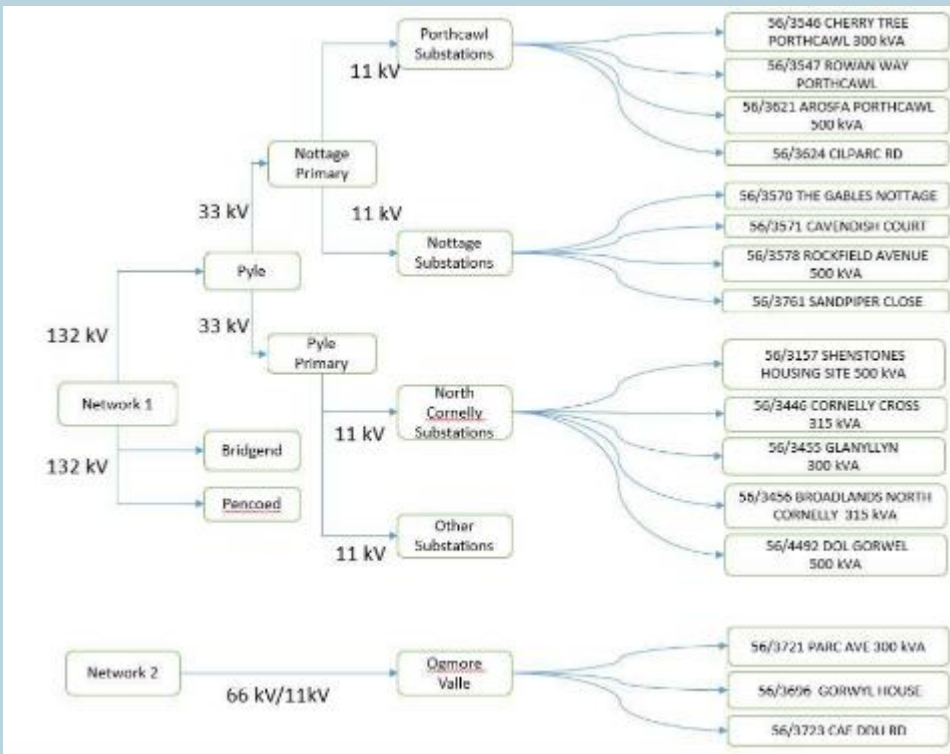 Porthcawl
Substations
11 kV
56/3546 CHERRY TREE
PORTHCAWL 300 kVA
56/3547 ROWAN WAY
PORTHCAWL
56/3621 AROSFA PORTHCAWL
500 kVA
56/3624 CILPARC RD
Nottage
Primary
33 kV
11 kV
Nottage
Substations
56/3570 THE GABLES NOTTAGE
56/3571 CAVENDISH COURT
56/3578 ROCKFIELD AVENUE
500 kVA
56/3761 SANDPIPER CLOSE
Pyle
132 kV
33 kV
Pyle
Primary
Network 1
132 kV
Bridgend
Pencoed
North
Cornelly
Substations
11 kV
56/3157 SHENSTONES
HOUSING SITE 500 kVA
56/3446 CORNELLY CROSS
315 kVA
56/3455 GLANYLLYN
300 kVA
56/3456 BROADLANDS NORTH
CORNELLY 315 kVA
56/4492 DOL GORWEL
500 kVA
Other
Substations
11 kV
Network 2
66 kV/11kV
Ogmore
Valle
56/3721 PARC AVE 300 kVA
56/3696 GORWYL HOUSE
56/3723 CAE DDU RD